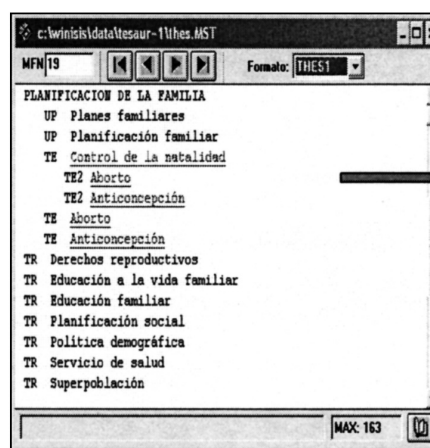 c:\winisis\data\tesaur-1\thes.MST
MFN 19 Formato: THES1
PLANIFICACION DE LA FAMILIA
UP Planes familiares
UP Planificación familiar
TE Control de la natalidad
TE2 Aborto
TE2 Anticoncepción
TE Aborto
TE Anticoncepción
TR Derechos reproductivos
TR Educación a la vida familiar
TR Educación familiar
TR Planificación social
TR Política demográfica
TR Servicio de salud
TR Superpoblación
MAX: 163